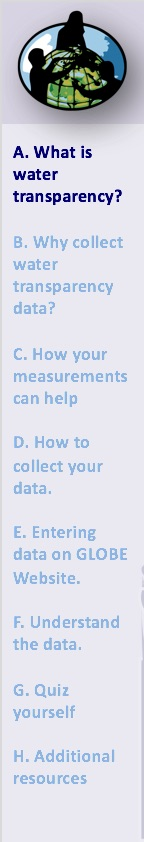 A. What is
water
transparency?
B. Why collect
water
transparency
data?
C. How your
measurements
can help
D. How to
collect your
data.
E. Entering
data on GLOBE
Website.
F. Understand
the data.
G. Quiz
yourself
H. Additional
resources